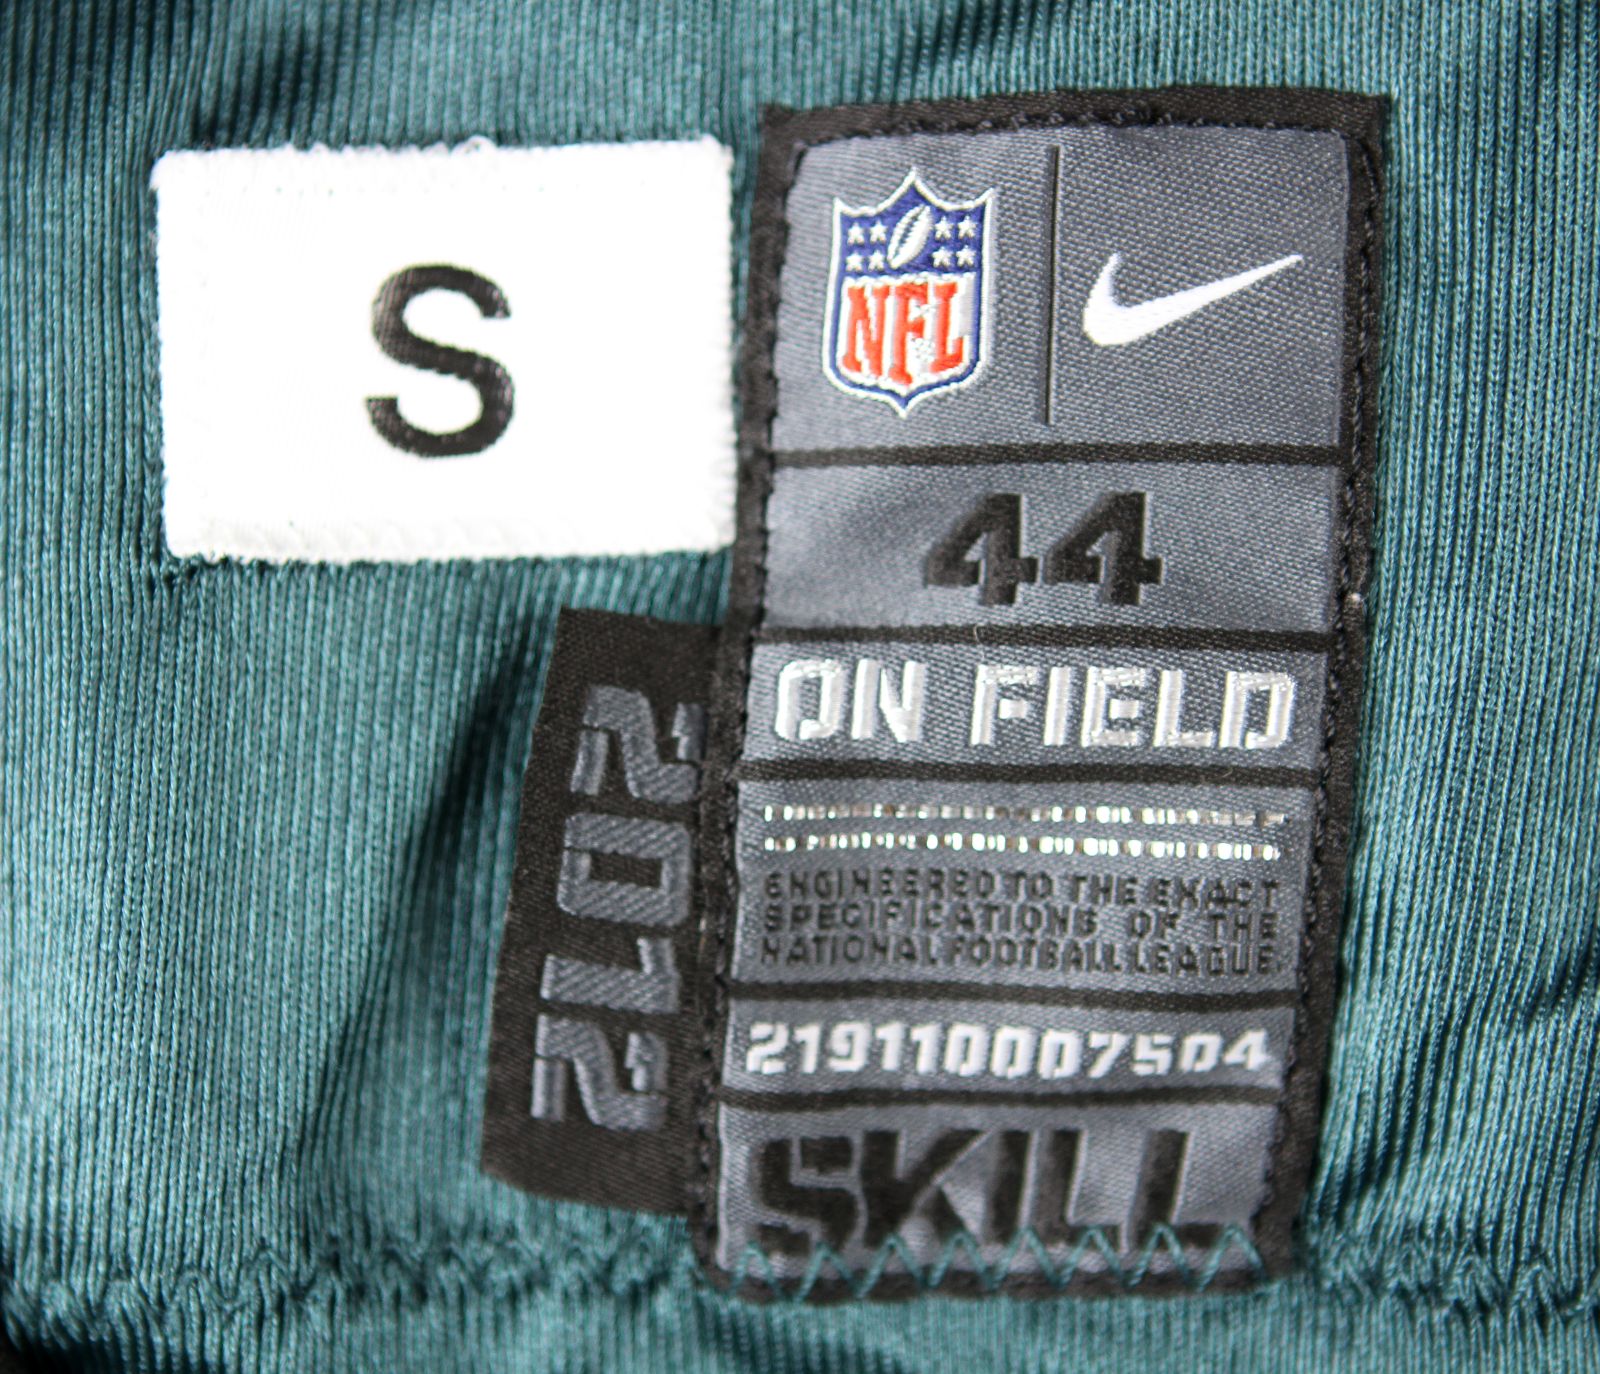 S
NFL
44
ON FIELD
ENGINEERED TO THE EXACT
SPECIFICATIONS OF THE
NATIONAL FOOTBALL LEAGUE.
219110007504
SKILL
2012